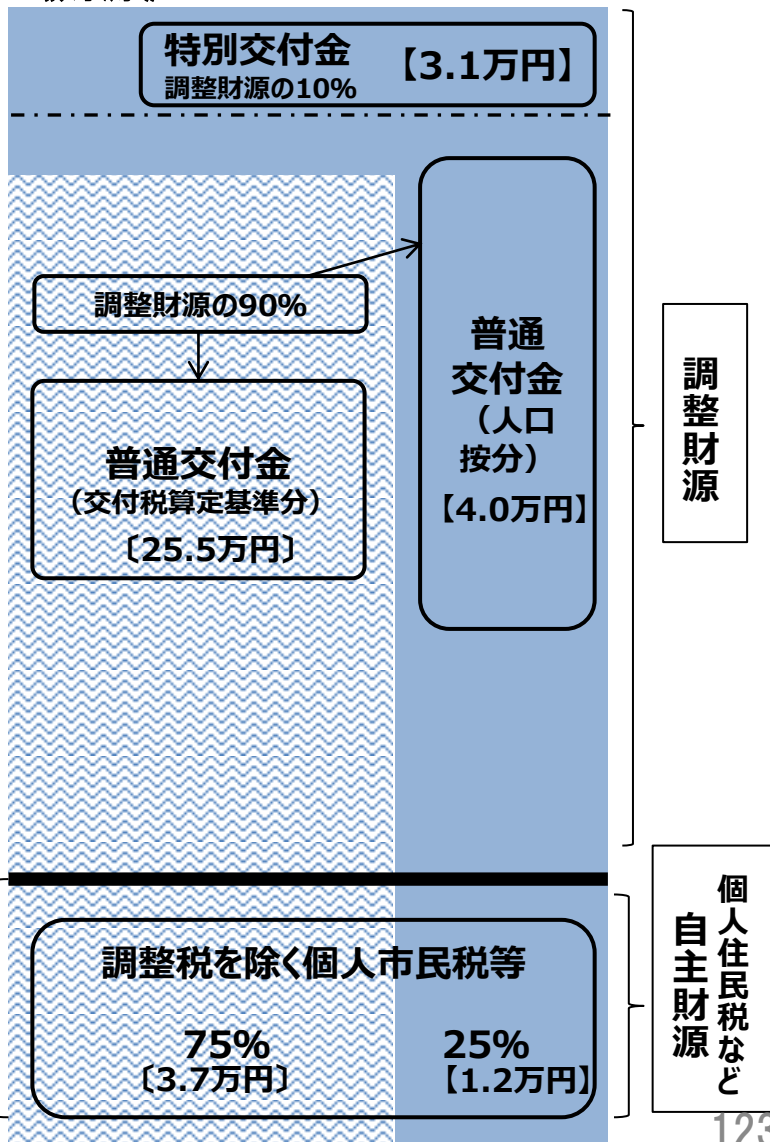 特別交付金
調整財源の10%
【3.1万円】
調整財源の90%
普通
交付金
（人口
按分）
【4.0万円】
普通交付金
（交付税算定基準分）
〔25.5万円〕
調整財源
調整税を除く個人市民税等
75%
〔3.7万円〕
25%
【1.2万円】
個人住民税など
自主財源
123